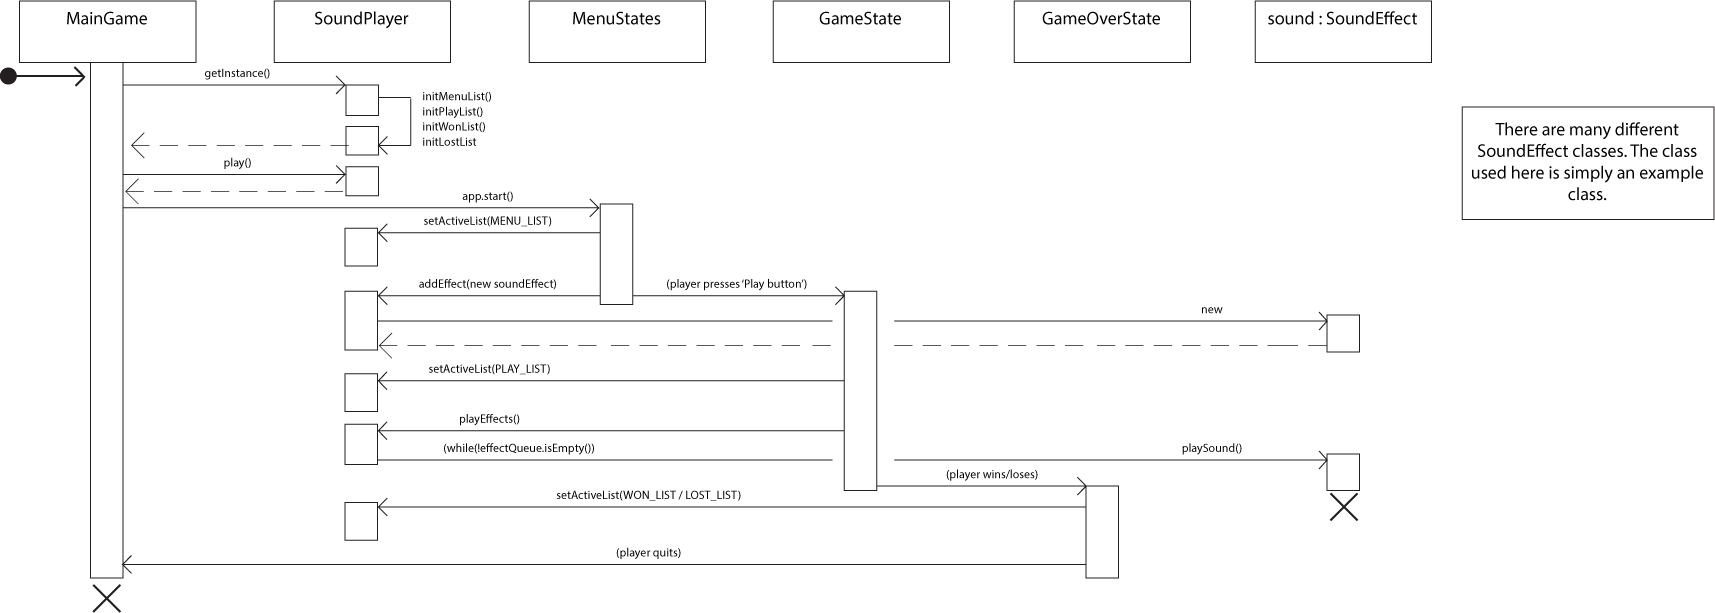 MainGame
SoundPlayer
MenuStates
GameState
GameOverState
sound : SoundEffect
getInstance()
initMenuList()
initPlayList()
initWonList()
initLostList
There are many different
SoundEffect classes. The class
used here is simply an example
class.
play()
app.start()
setActiveList(MENU_LIST)
addEffect(new soundEffect)
(player presses ‘Play button’)
new
setActiveList(PLAY_LIST)
playEffects()
(while(!effectQueue.isEmpty())
playSound()
(player wins/loses)
setActiveList(WON_LIST / LOST_LIST)
(player quits)